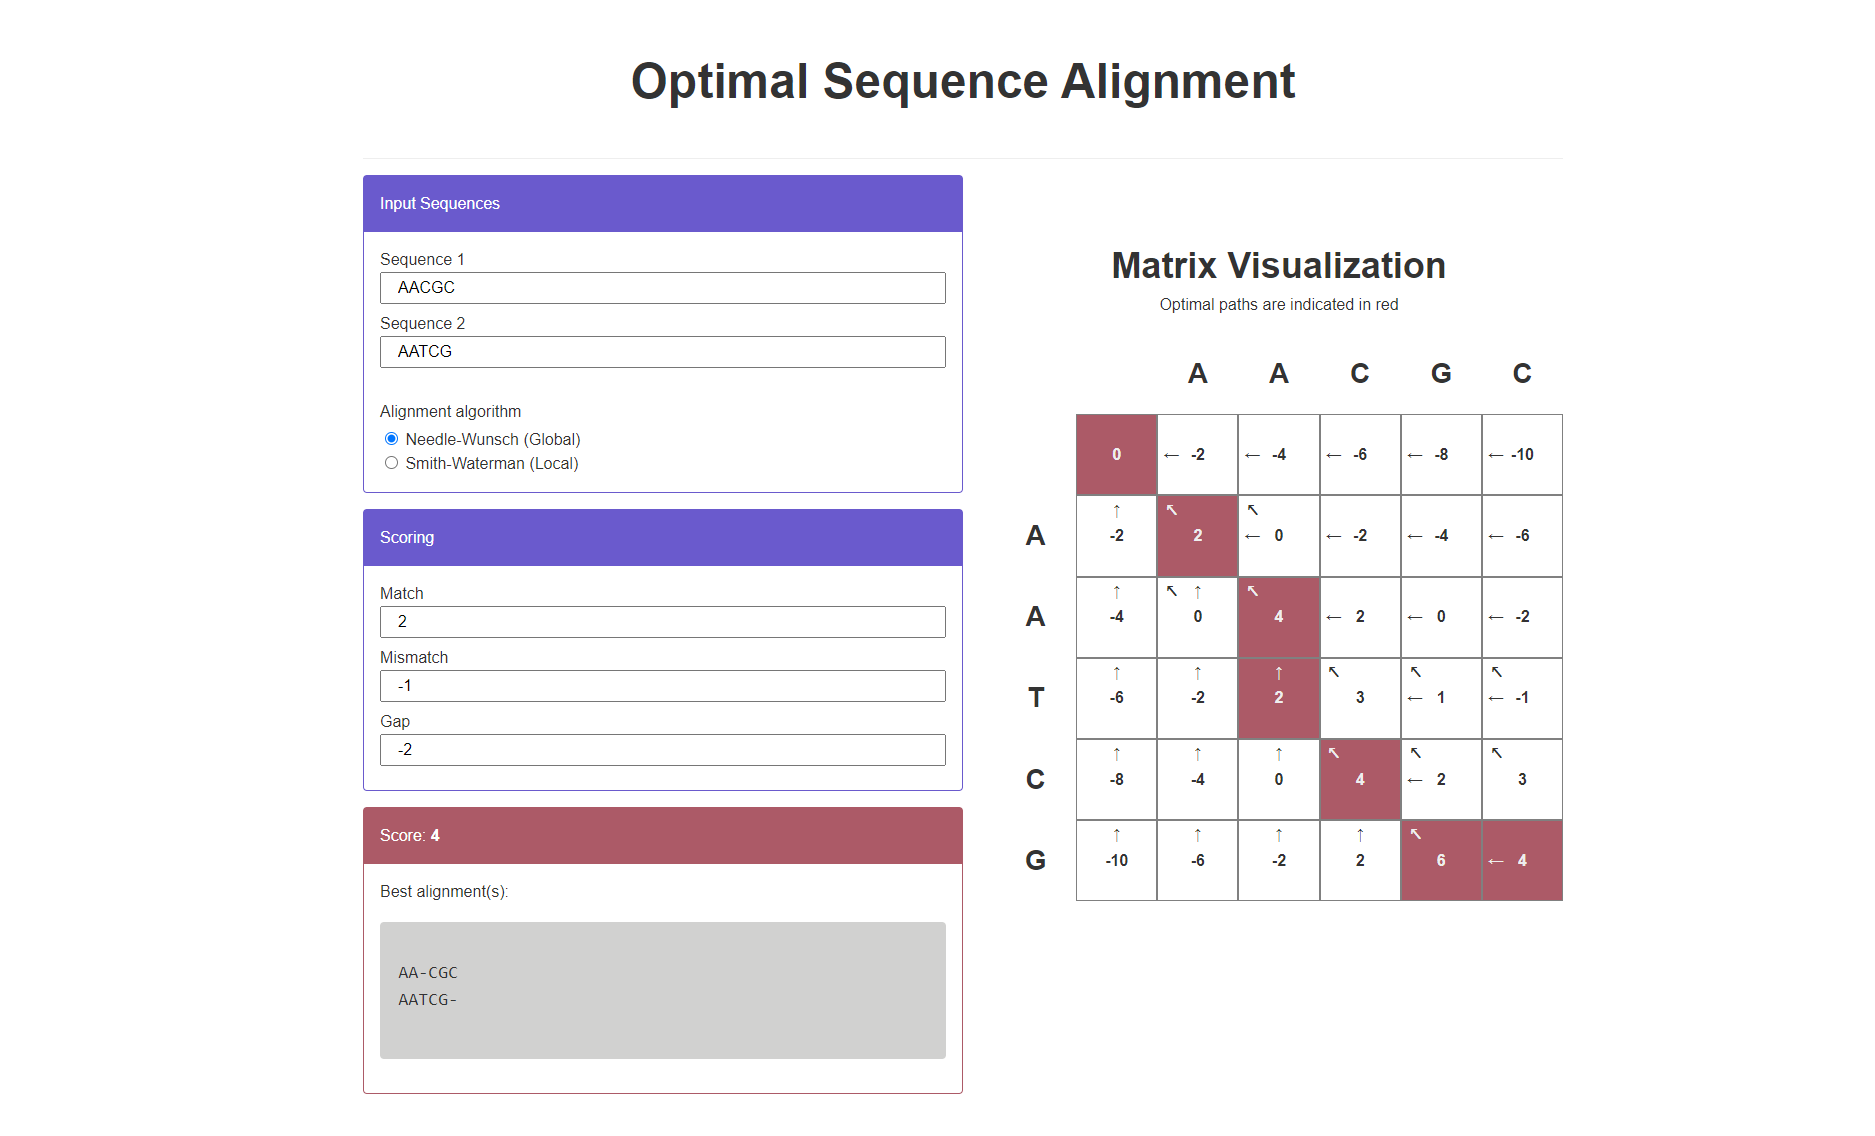 Optimal Sequence Alignment
Input Sequences
Sequence 1
AACGC
Sequence 2
AATCG
Alignment algorithm
Needle-Wunsch (Global)
Smith-Waterman (Local)
Scoring
Match
2
Mismatch
-1
Gap
-2
Score: 4
Best alignment(s):
AA-CGC
AATCG-
Matrix Visualization
Optimal paths are indicated in red
A A C G C
0 ← -2 ← -4 ← -6 ← -8 ← -10
↑ ↖ ↖
A -2 2 ← 0 ← -2 ← -4 ← -6
↑ ↖ ↑ ↖
A -4 0 4 ← 2 ← 0 ← -2
↑ ↑ ↑ ↖ ↖ ↖
T -6 -2 2 3 ← 1 ← -1
↑ ↑ ↑ ↖ ↖ ↖
C -8 -4 0 4 ← 2 3
↑ ↑ ↑ ↑ ↖
G -10 -6 -2 2 6 ← 4